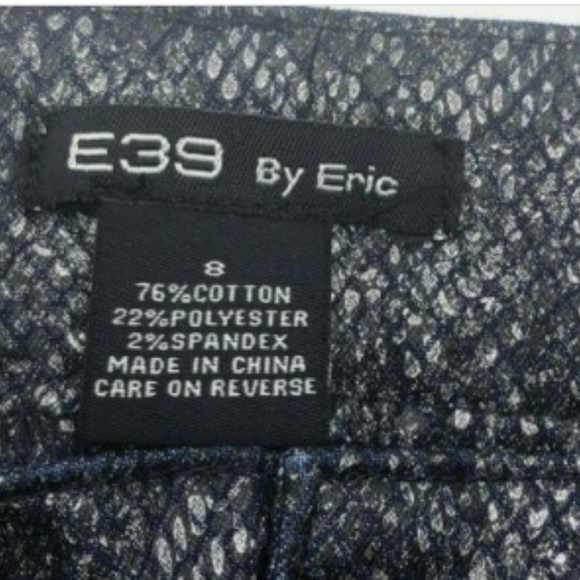 E39 By Eric
8
76%COTTON
22%POLYESTER
2%SPANDEX
MADE IN CHINA
CARE ON REVERSE